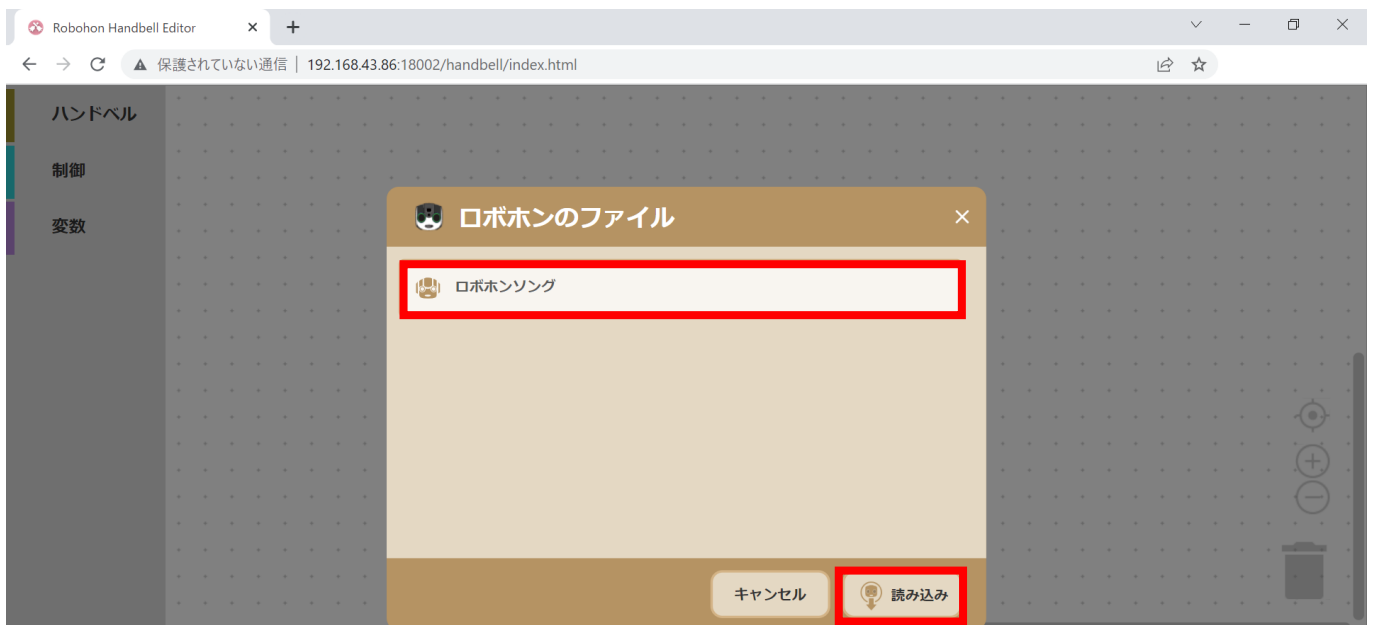 Robohon Handbell Editor
保護されていない通信 | 192.168.43.86:18002/handbell/index.html
ハンドベル
制御
変数
ロボホンのファイル
ロボホンソング
キャンセル
読み込み